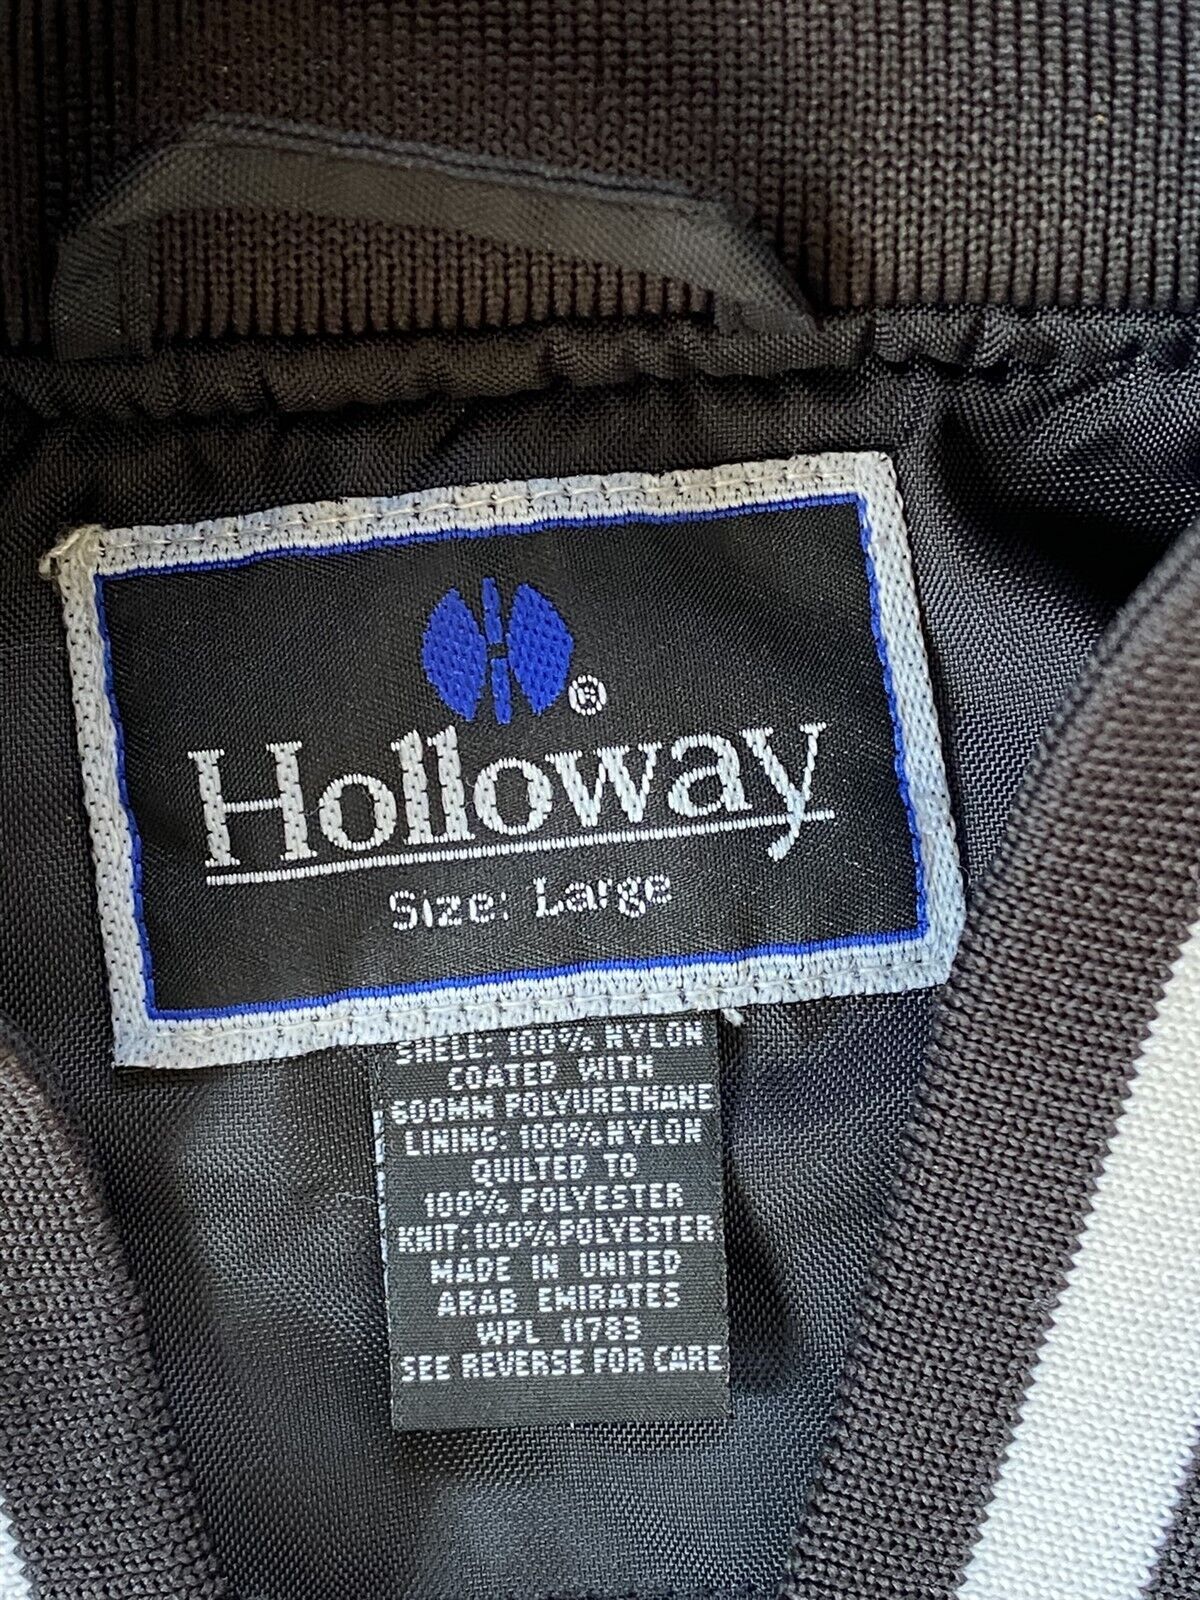 ®
Holloway
Size: Large
SHELL: 100% NYLON
COATED WITH
600MM POLYURETHANE
LINING: 100% NYLON
QUILTED TO
100% POLYESTER
KNIT: 100% POLYESTER
MADE IN UNITED
ARAB EMIRATES
WPL 11783
SEE REVERSE FOR CARE